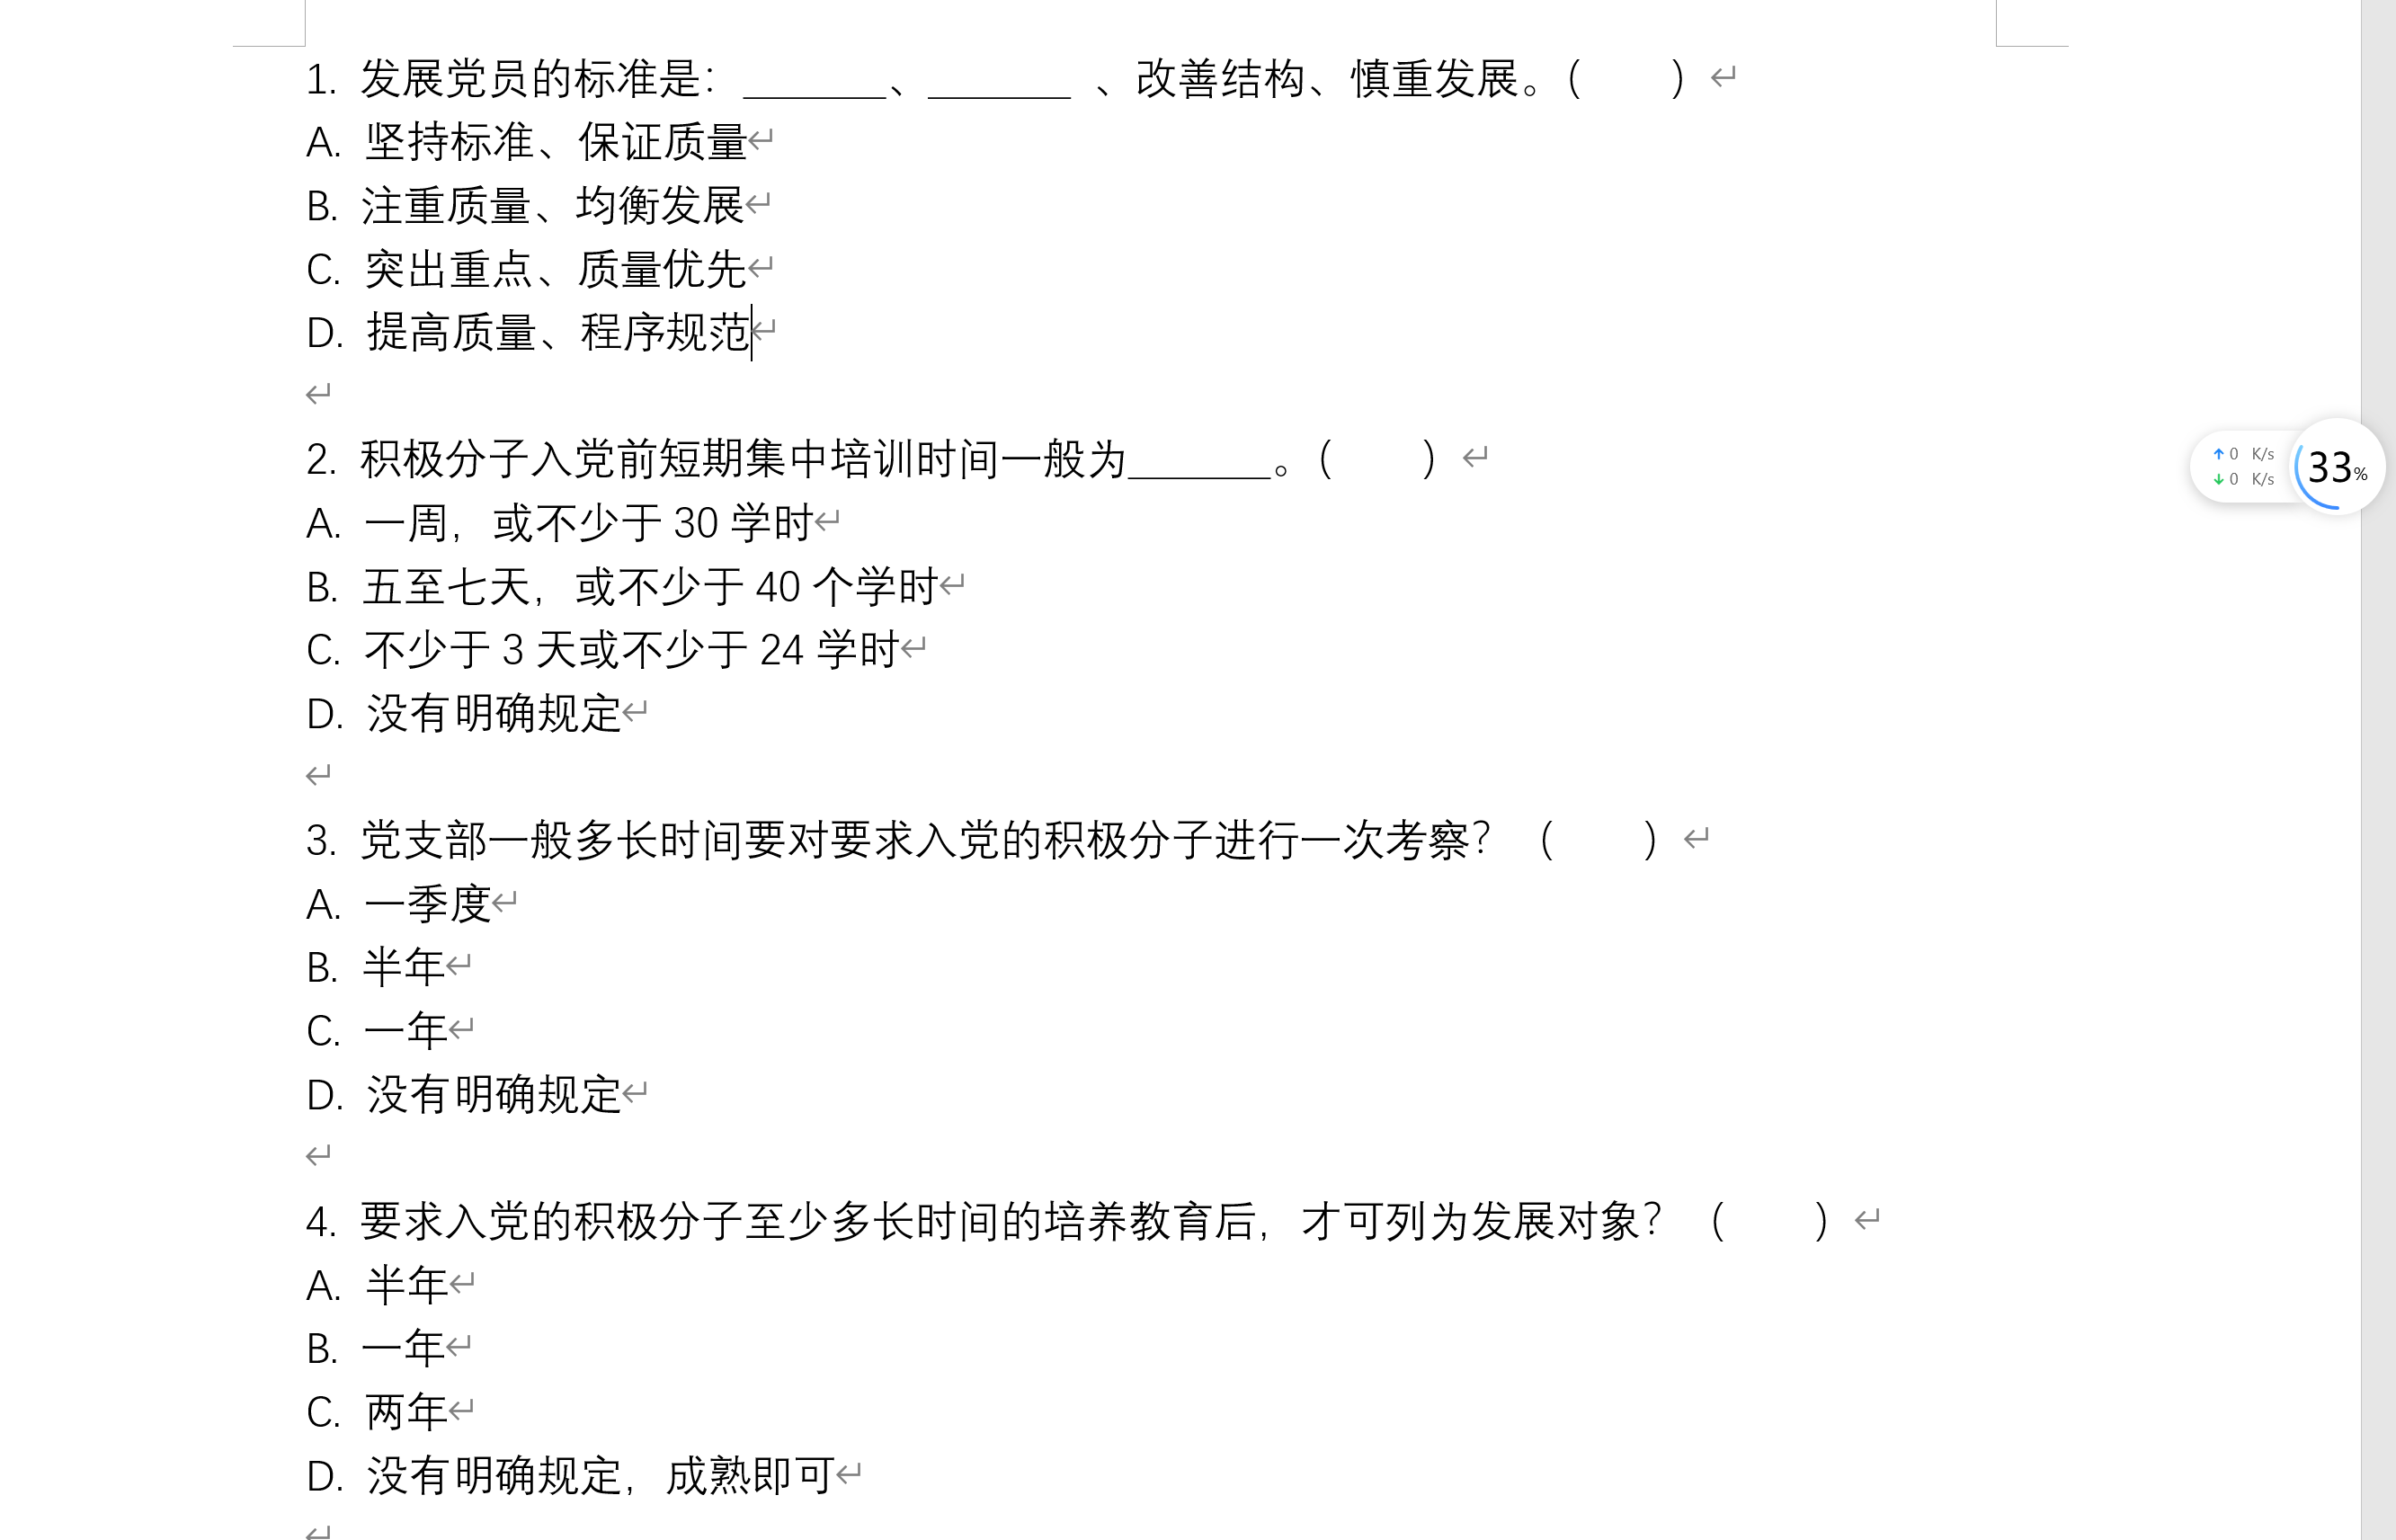 1. 发展党员的标准是：______、______ 、改善结构、慎重发展。（  ）
A. 坚持标准、保证质量
B. 注重质量、均衡发展
C. 突出重点、质量优先
D. 提高质量、程序规范
2. 积极分子入党前短期集中培训时间一般为______。（  ）
A. 一周，或不少于 30 学时
B. 五至七天，或不少于 40 个学时
C. 不少于 3 天或不少于 24 学时
D. 没有明确规定
↑ 0 K/s
↓ 0 K/s
33%
3. 党支部一般多长时间要对要求入党的积极分子进行一次考察？（  ）
A. 一季度
B. 半年
C. 一年
D. 没有明确规定
4. 要求入党的积极分子至少多长时间的培养教育后，才可列为发展对象？（  ）
A. 半年
B. 一年
C. 两年
D. 没有明确规定，成熟即可